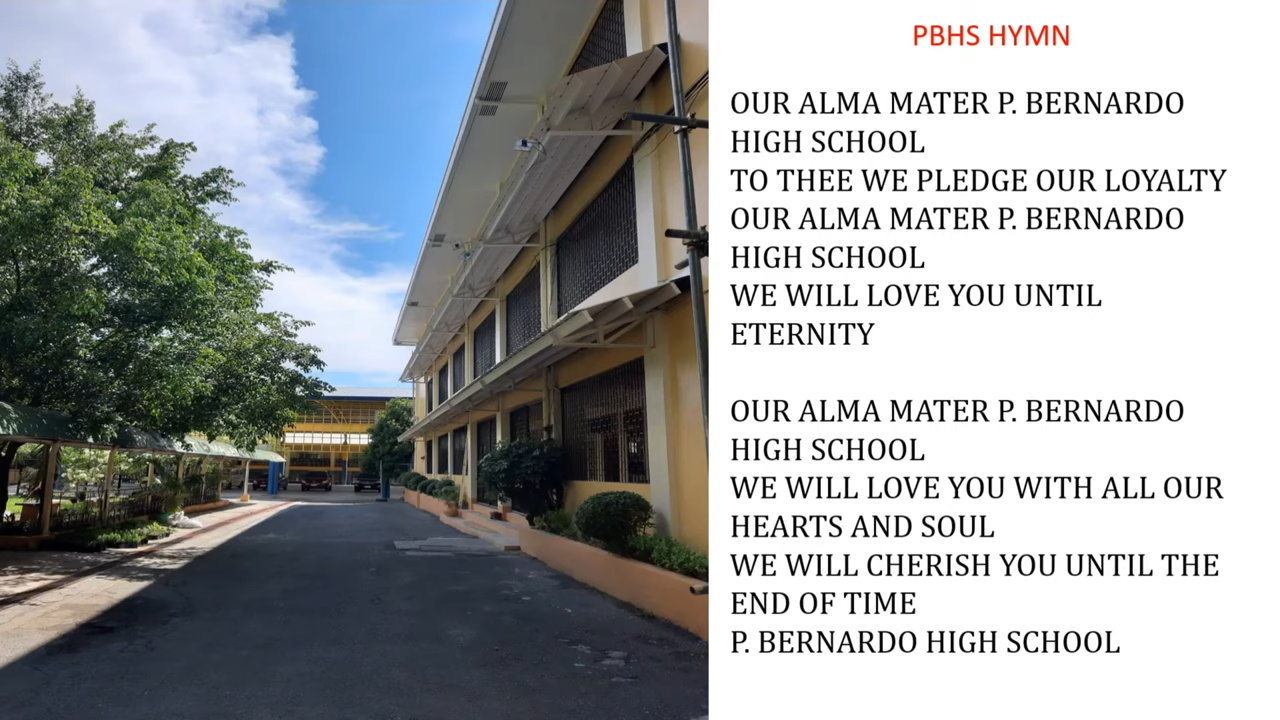 PBHS HYMN
OUR ALMA MATER P. BERNARDO
HIGH SCHOOL
TO THEE WE PLEDGE OUR LOYALTY
OUR ALMA MATER P. BERNARDO
HIGH SCHOOL
WE WILL LOVE YOU UNTIL
ETERNITY
OUR ALMA MATER P. BERNARDO
HIGH SCHOOL
WE WILL LOVE YOU WITH ALL OUR
HEARTS AND SOUL
WE WILL CHERISH YOU UNTIL THE
END OF TIME
P. BERNARDO HIGH SCHOOL